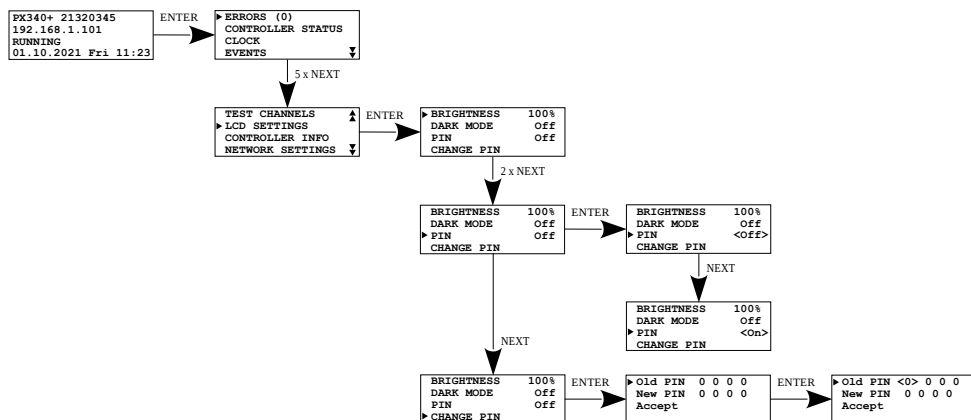 PX340+ 21320345
192.168.1.101
RUNNING
01.10.2021 Fri 11:23
ENTER
ERRORS (0)
CONTROLLER STATUS
CLOCK
EVENTS
5 x NEXT
TEST CHANNELS
LCD SETTINGS
CONTROLLER INFO
NETWORK SETTINGS
ENTER
BRIGHTNESS 100%
DARK MODE Off
PIN Off
CHANGE PIN
2 x NEXT
BRIGHTNESS 100%
DARK MODE Off
PIN Off
CHANGE PIN
ENTER
BRIGHTNESS 100%
DARK MODE Off
PIN <Off>
CHANGE PIN
NEXT
BRIGHTNESS 100%
DARK MODE Off
PIN <On>
CHANGE PIN
NEXT
BRIGHTNESS 100%
DARK MODE Off
PIN Off
CHANGE PIN
ENTER
Old PIN 0 0 0 0
New PIN 0 0 0 0
Accept
ENTER
Old PIN <0> 0 0 0
New PIN 0 0 0 0
Accept